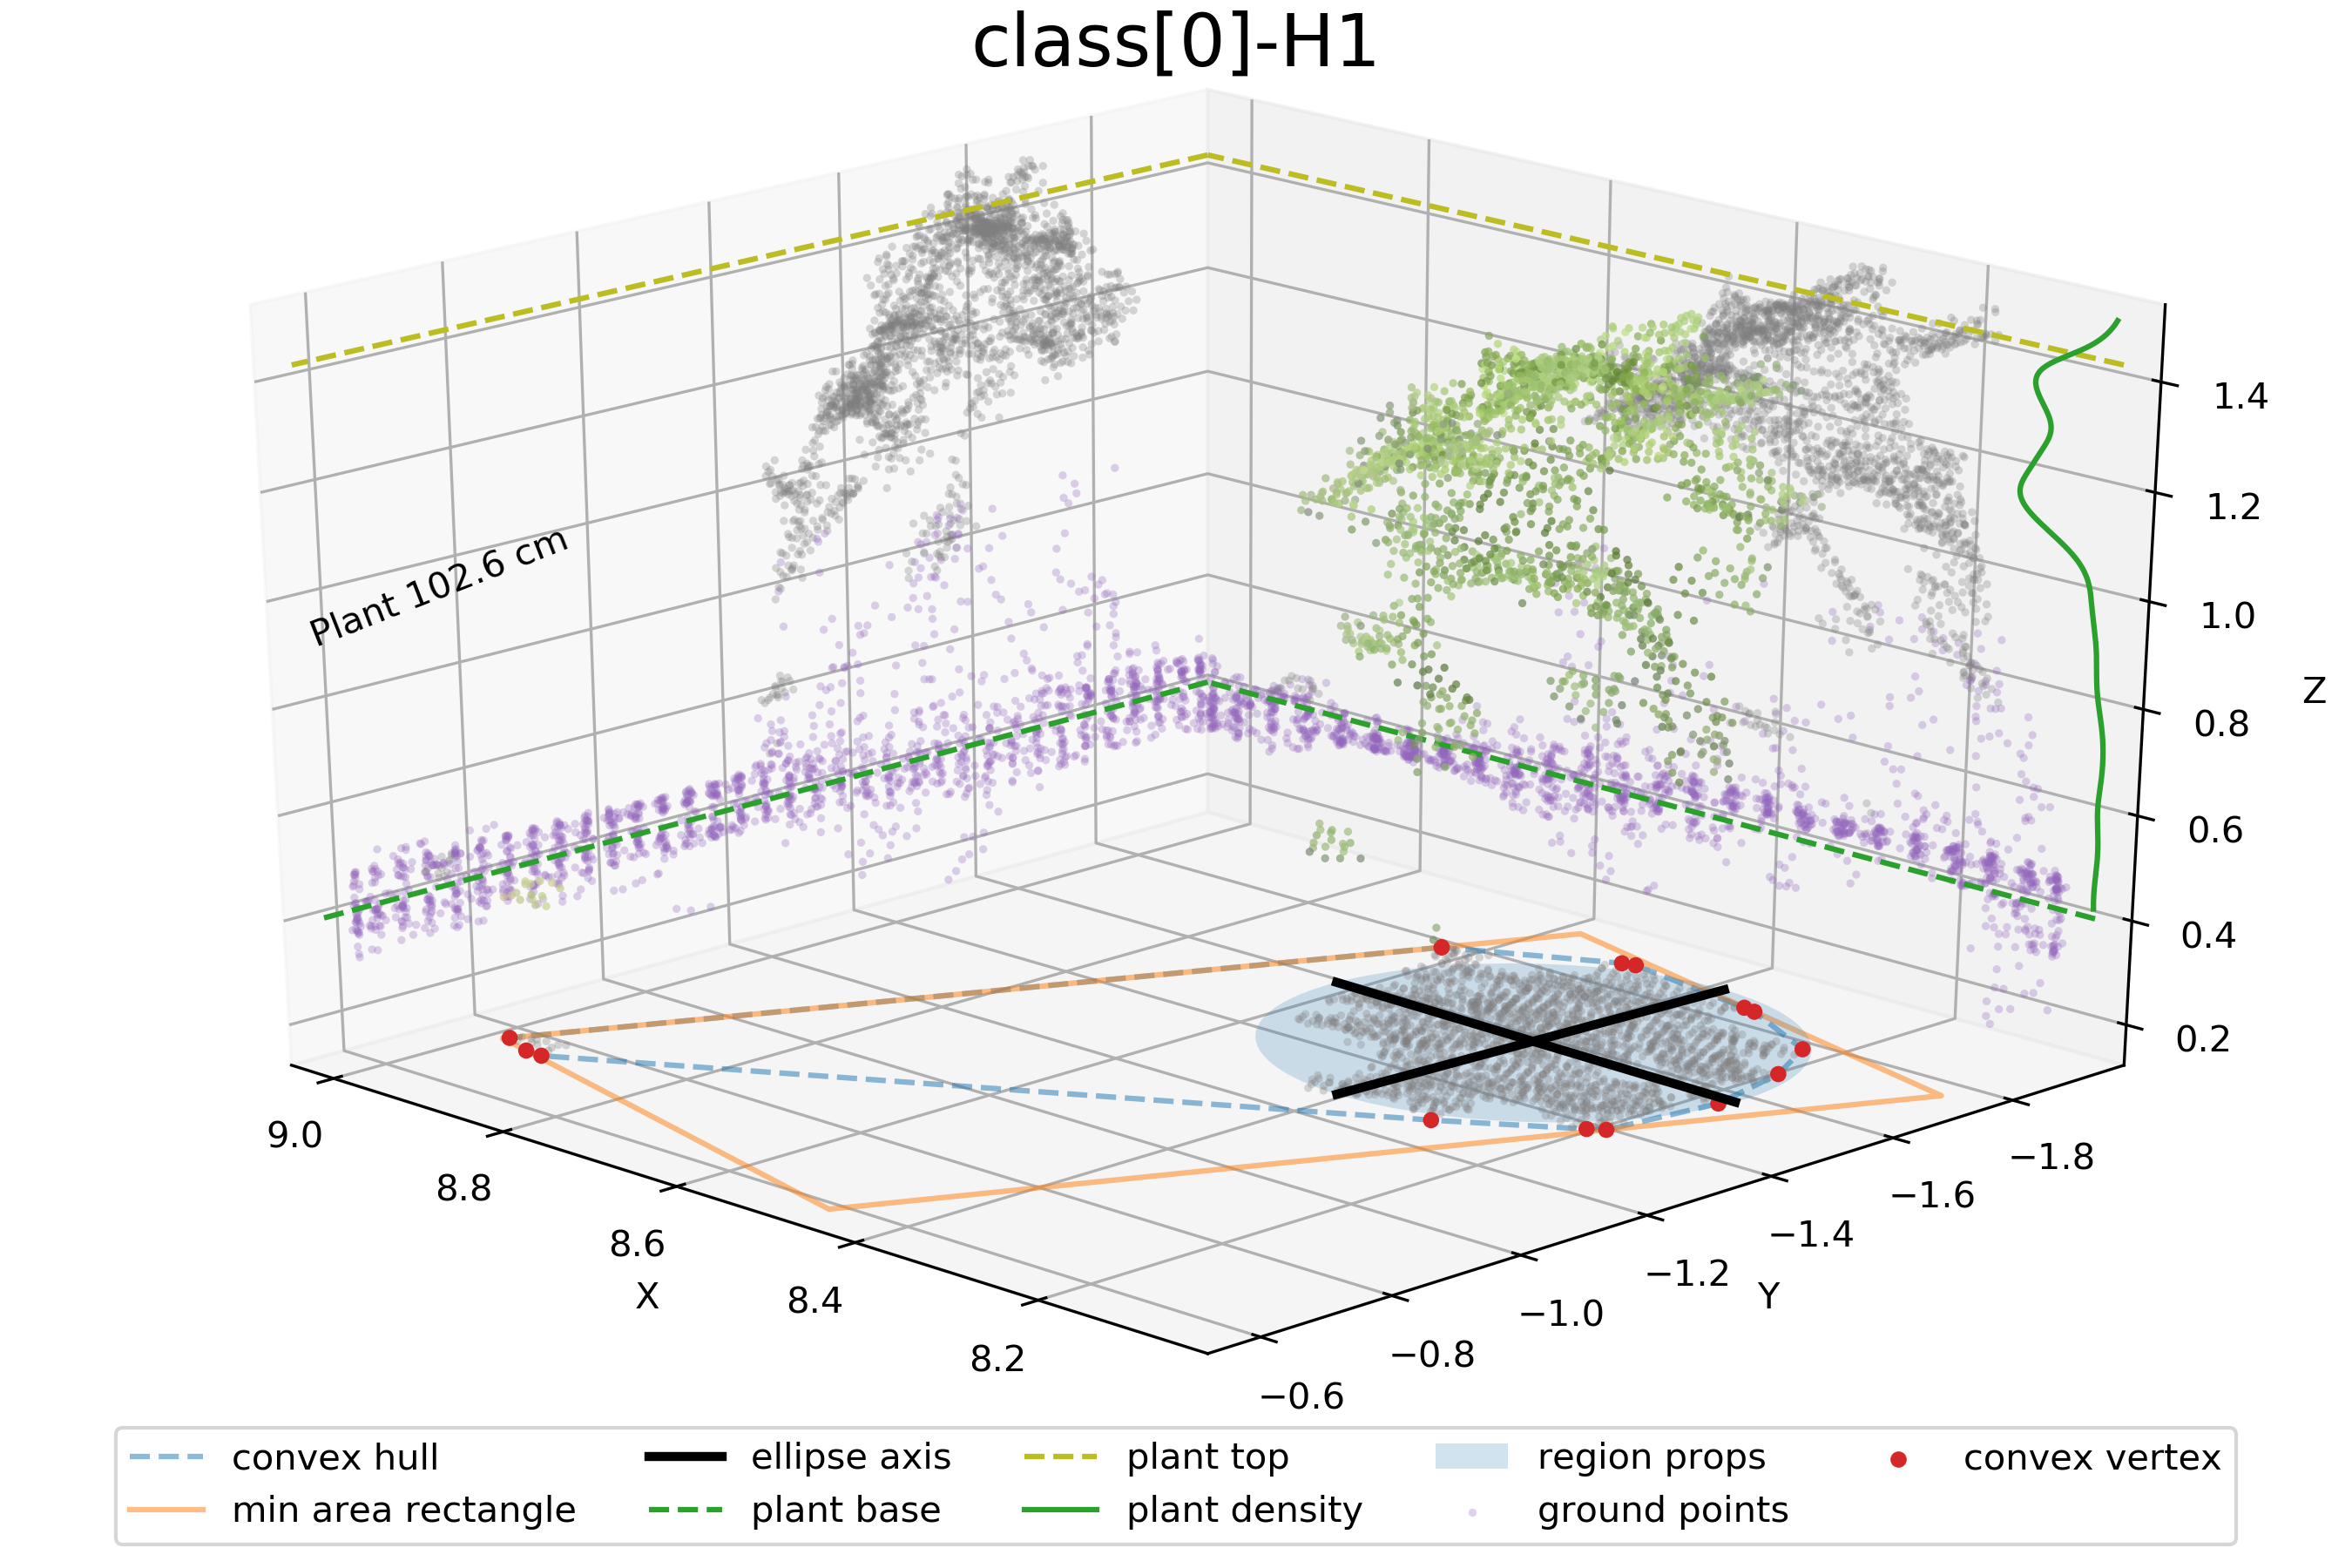 class[0]-H1
Plant 102.6 cm
1.4
1.2
1.0
0.8
0.6
0.4
0.2
Z
9.0
8.8
8.6
8.4
8.2
X
−1.8
−1.6
−1.4
−1.2
−1.0
−0.8
−0.6
Y
convex hull
min area rectangle
ellipse axis
plant base
plant top
plant density
region props
ground points
convex vertex